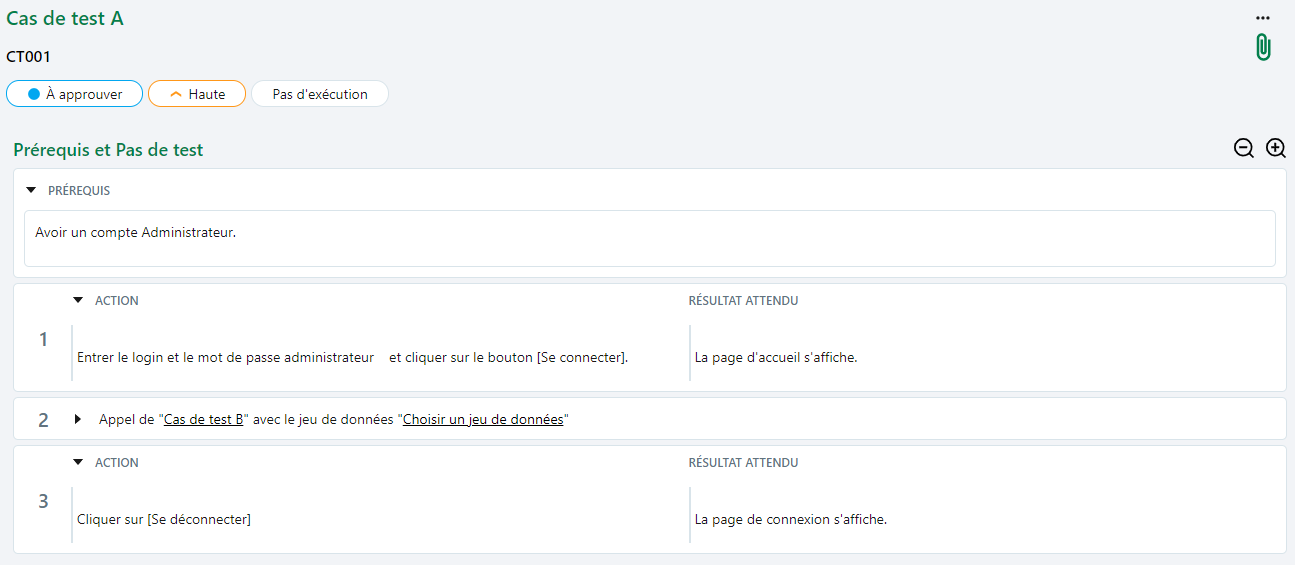 Cas de test A
CT001
À approuver
Haute
Pas d'exécution
Prérequis et Pas de test
PRÉREQUIS
Avoir un compte Administrateur.
ACTION
RÉSULTAT ATTENDU
1
Entrer le login et le mot de passe administrateur et cliquer sur le bouton [Se connecter].
La page d'accueil s'affiche.
2
Appel de "Cas de test B" avec le jeu de données "Choisir un jeu de données"
ACTION
RÉSULTAT ATTENDU
3
Cliquer sur [Se déconnecter]
La page de connexion s'affiche.